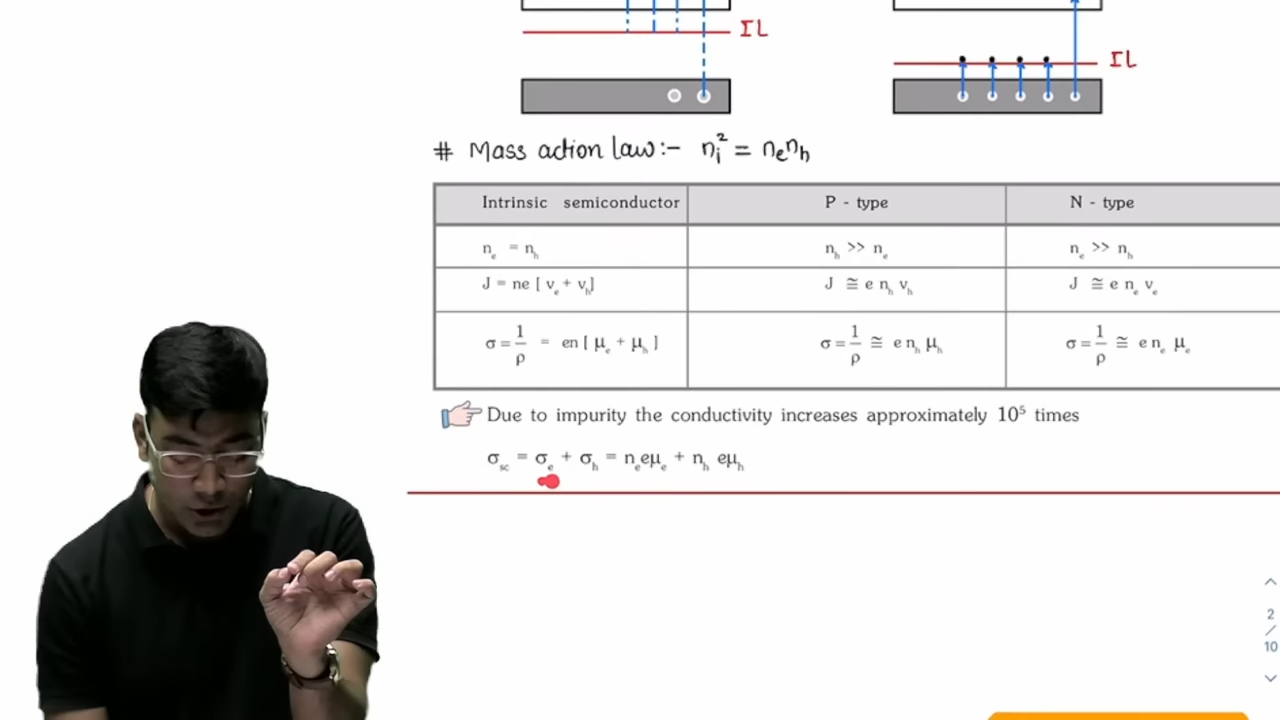 IL
IL
# Mass action law:- nᵢ² = nₑnₕ
Intrinsic semiconductor P - type N - type
nₑ = nₕ nₕ >> nₑ nₑ >> nₕ
J = ne [ vₑ + vₕ] J ≅ e nₕ vₕ J ≅ e nₑ vₑ
σ = 1/ρ = en [ μₑ + μₕ ] σ = 1/ρ ≅ e nₕ μₕ σ = 1/ρ ≅ e nₑ μₑ
Due to impurity the conductivity increases approximately 10⁵ times
σsc = σₑ + σₕ = nₑeμₑ + nₕ eμₕ
2
/
10